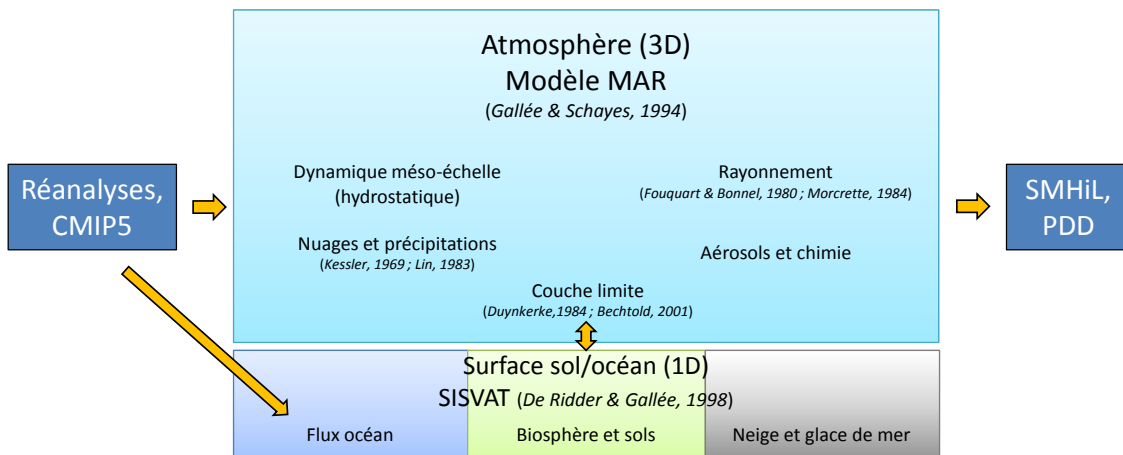 Atmosphère (3D)
Modèle MAR
(Gallée & Schayes, 1994)
Réanalyses,
CMIP5
Dynamique méso-échelle
(hydrostatique)
Rayonnement
(Fouquart & Bonnel, 1980 ; Morcrette, 1984)
Nuages et précipitations
(Kessler, 1969 ; Lin, 1983)
Aérosols et chimie
Couche limite
(Duynkerke,1984 ; Bechtold, 2001)
SMHiL,
PDD
Surface sol/océan (1D)
SISVAT (De Ridder & Gallée, 1998)
Flux océan
Biosphère et sols
Neige et glace de mer